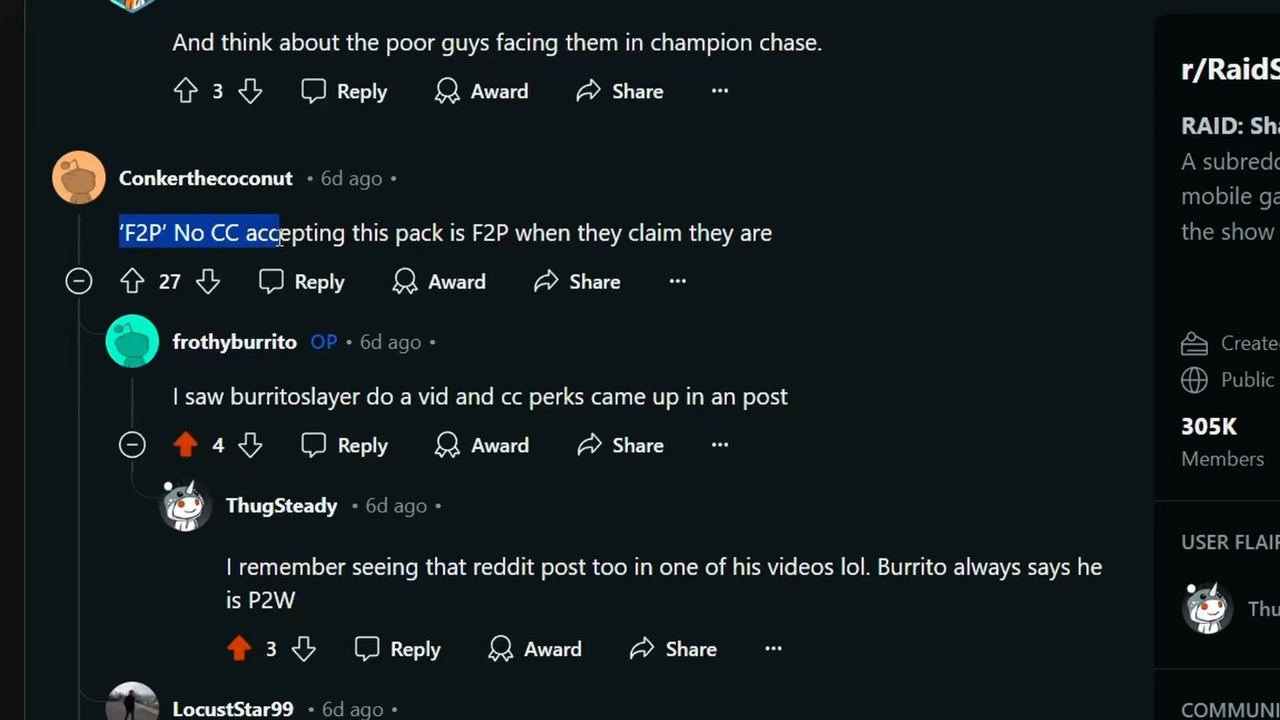 And think about the poor guys facing them in champion chase.
3 Reply Award Share ...
r/RaidS
RAID: Sha
A subredd
mobile ga
the show
Conkerthecoconut • 6d ago •
‘F2P’ No CC accepting this pack is F2P when they claim they are
27 Reply Award Share ...
frothyburrito OP • 6d ago •
I saw burritoslayer do a vid and cc perks came up in an post
4 Reply Award Share ...
Created
Public
305K
Members
ThugSteady • 6d ago •
I remember seeing that reddit post too in one of his videos lol. Burrito always says he
is P2W
3 Reply Award Share ...
USER FLAIR
Thu
LocustStar99 • 6d ago •
COMMUNI